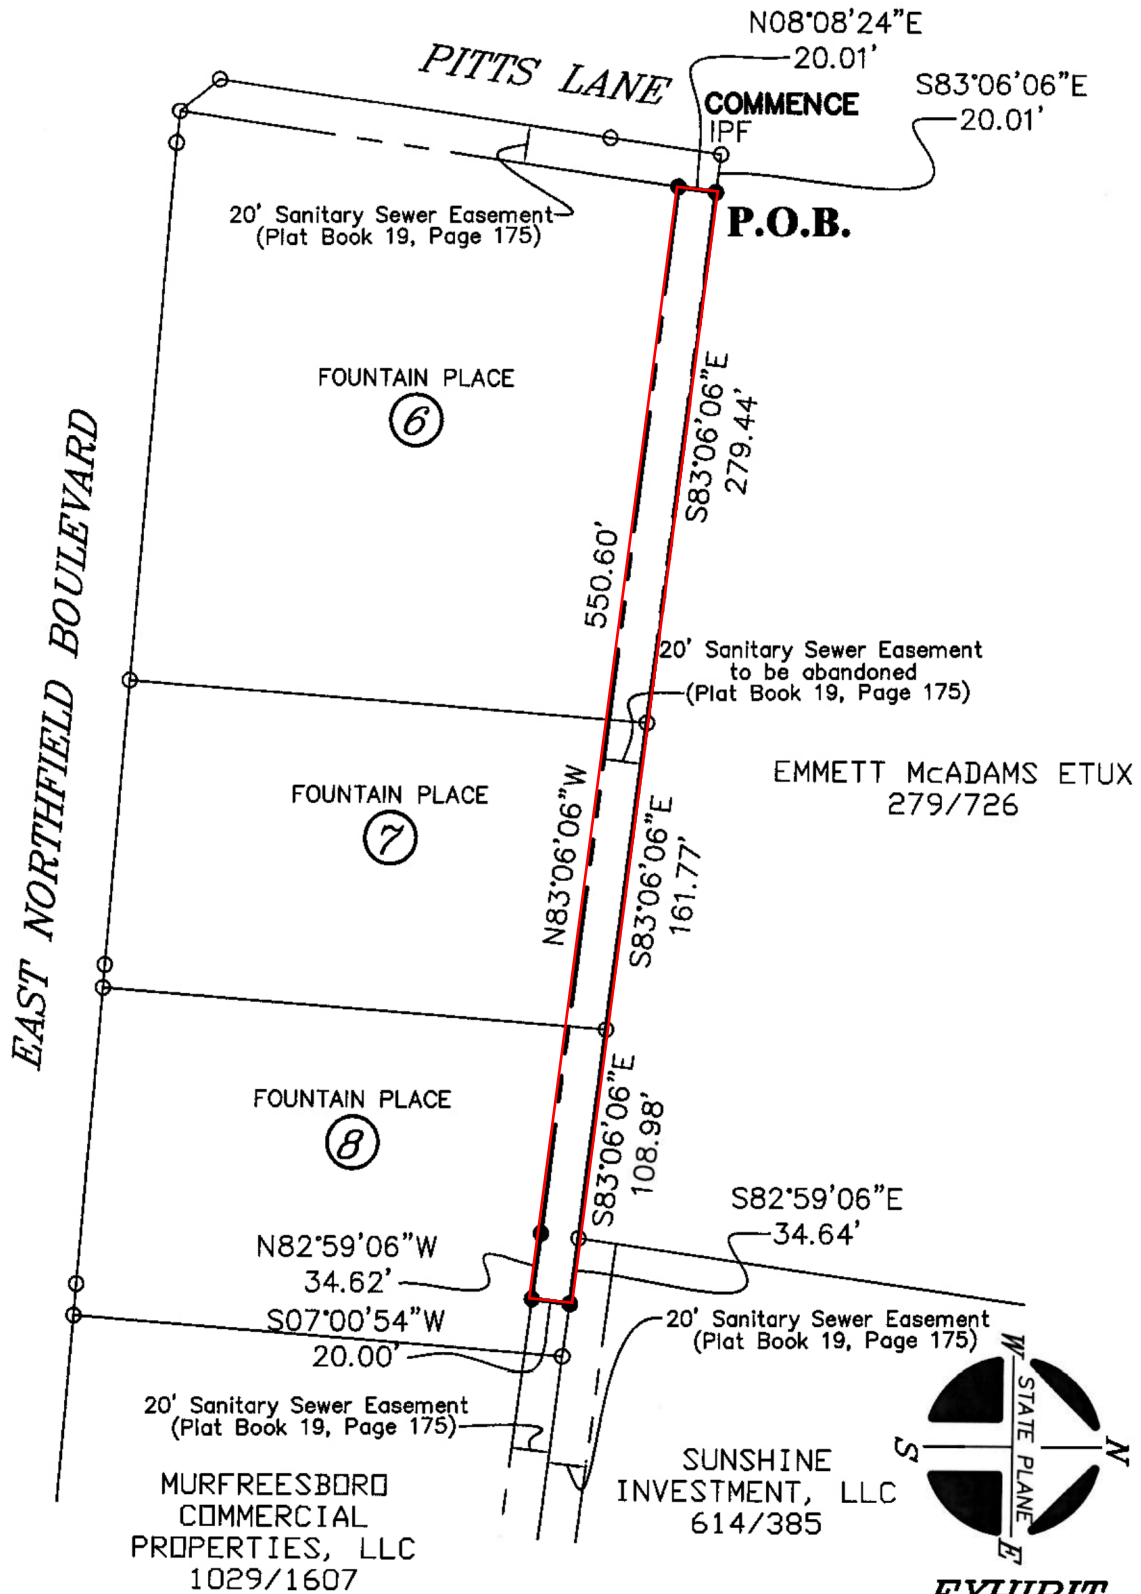 N08°08'24"E
20.01'
PITTS LANE
S83°06'06"E
20.01'
COMMENCE
IPF
20' Sanitary Sewer Easement
(Plat Book 19, Page 175)
P.O.B.
FOUNTAIN PLACE
6
S83°06'06"E
279.44'
EAST NORTHFIELD BOULEVARD
550.60'
20' Sanitary Sewer Easement
to be abandoned
(Plat Book 19, Page 175)
EMMETT McADAMS ETUX
279/726
FOUNTAIN PLACE
7
N83°06'06"W
S83°06'06"E
161.77'
FOUNTAIN PLACE
8
S83°06'06"E
108.98'
S82°59'06"E
34.64'
N82°59'06"W
34.62'
S07°00'54"W
20.00'
20' Sanitary Sewer Easement
(Plat Book 19, Page 175)
20' Sanitary Sewer Easement
(Plat Book 19, Page 175)
W
STATE PLANE
N
S
E
SUNSHINE
INVESTMENT, LLC
614/385
MURFREESBORO
COMMERCIAL
PROPERTIES, LLC
1029/1607
EXHIBIT